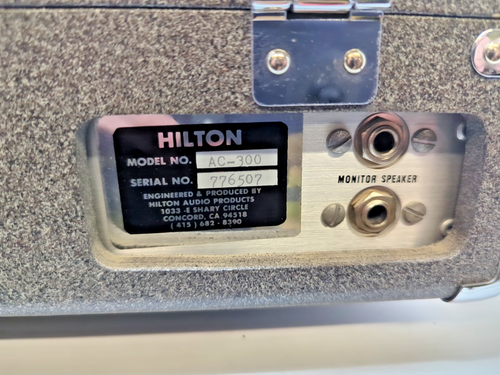 HILTON
MODEL NO. AC-300
SERIAL NO. 776507
ENGINEERED & PRODUCED BY
HILTON AUDIO PRODUCTS
1033-E SHARY CIRCLE
CONCORD, CA 94518
(415) 682-8390
MONITOR SPEAKER